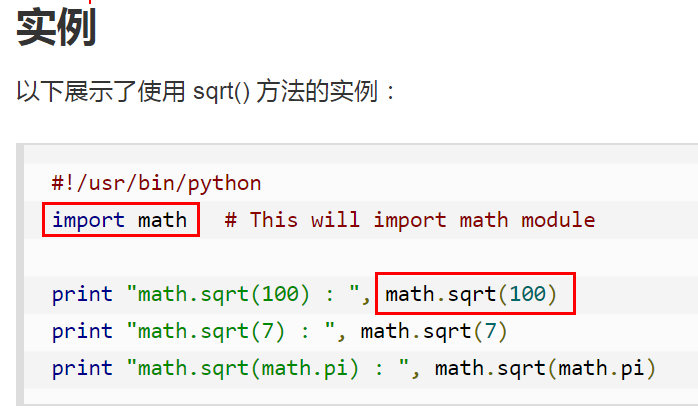 实例
以下展示了使用 sqrt() 方法的实例：
#!/usr/bin/python
import math  # This will import math module
print "math.sqrt(100) : ", math.sqrt(100)
print "math.sqrt(7) : ", math.sqrt(7)
print "math.sqrt(math.pi) : ", math.sqrt(math.pi)